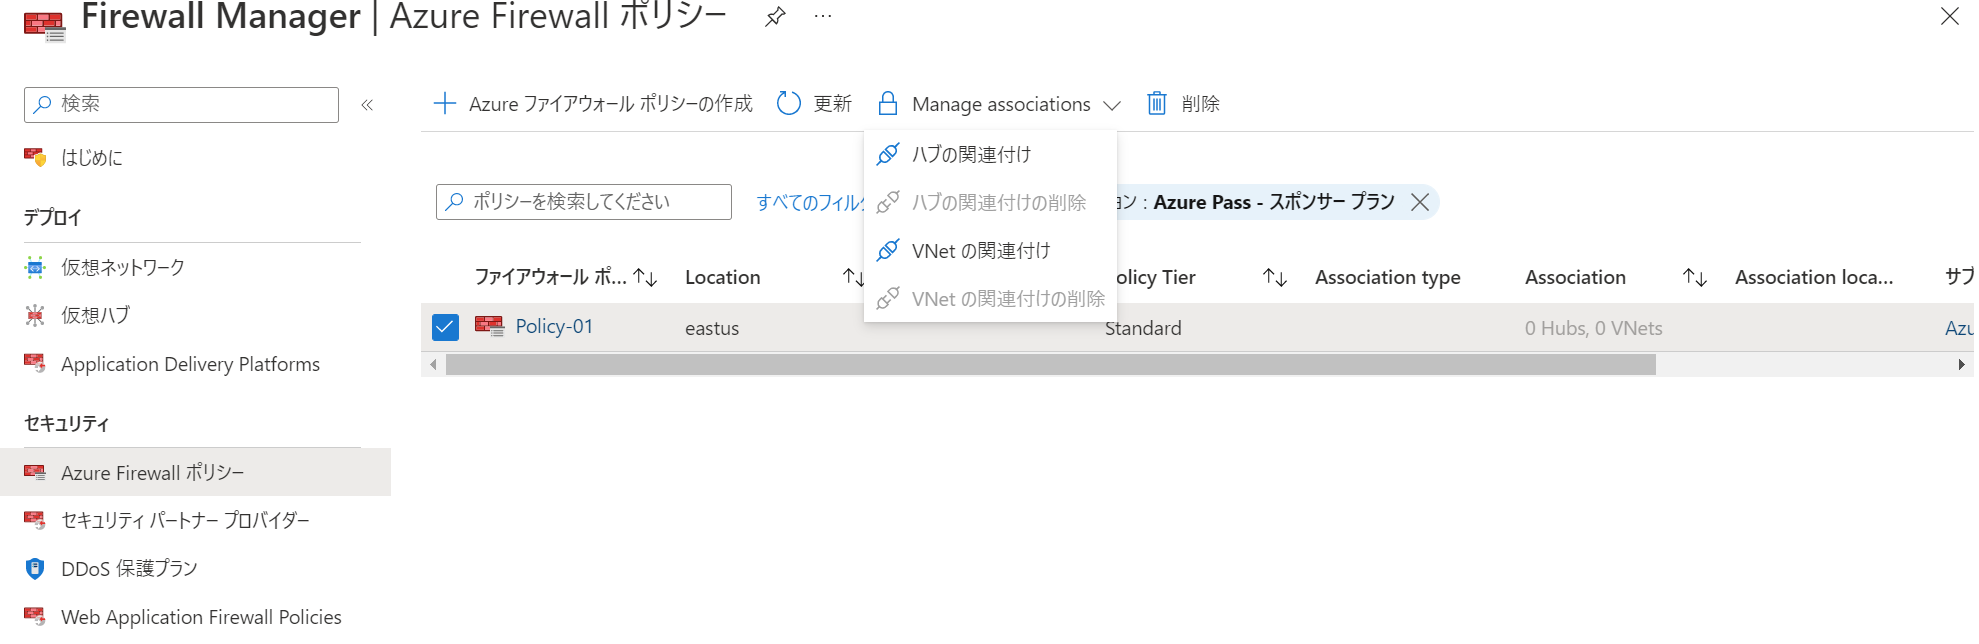 Firewall Manager | Azure Firewall ポリシー
検索
はじめに
デプロイ
仮想ネットワーク
仮想ハブ
Application Delivery Platforms
セキュリティ
Azure Firewall ポリシー
セキュリティ パートナー プロバイダー
DDoS 保護プラン
Web Application Firewall Policies
Azure ファイアウォール ポリシーの作成 更新 Manage associations 削除
ハブの関連付け
ハブの関連付けの削除
VNet の関連付け
VNet の関連付けの削除
ポリシーを検索してください すべてのフィル ョン : Azure Pass - スポンサー プラン
ファイアウォール ポ... Location olicy Tier Association type Association Association loca... サブ
Policy-01 eastus Standard 0 Hubs, 0 VNets Azu